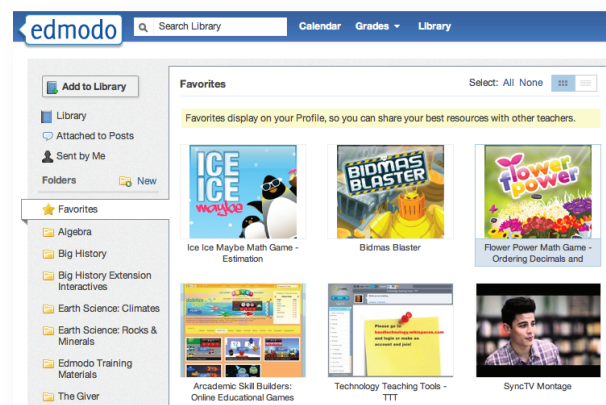 edmodo
Search Library
Calendar
Grades
Library
Add to Library
Library
Attached to Posts
Sent by Me
Folders
New
Favorites
Algebra
Big History
Big History Extension
Interactives
Earth Science: Climates
Earth Science: Rocks &
Minerals
Edmodo Training
Materials
The Giver
Favorites
Select: All None
Favorites display on your Profile, so you can share your best resources with other teachers.
ICE
ICE
maybe
Ice Ice Maybe Math Game -
Estimation
BIDMAS
BLASTER
Bidmas Blaster
flower
power
Flower Power Math Game -
Ordering Decimals and
Arcademic Skill Builders:
Online Educational Games
Please go to
and login or make an
account and join!
Technology Teaching Tools -
TTT
SyncTV Montage